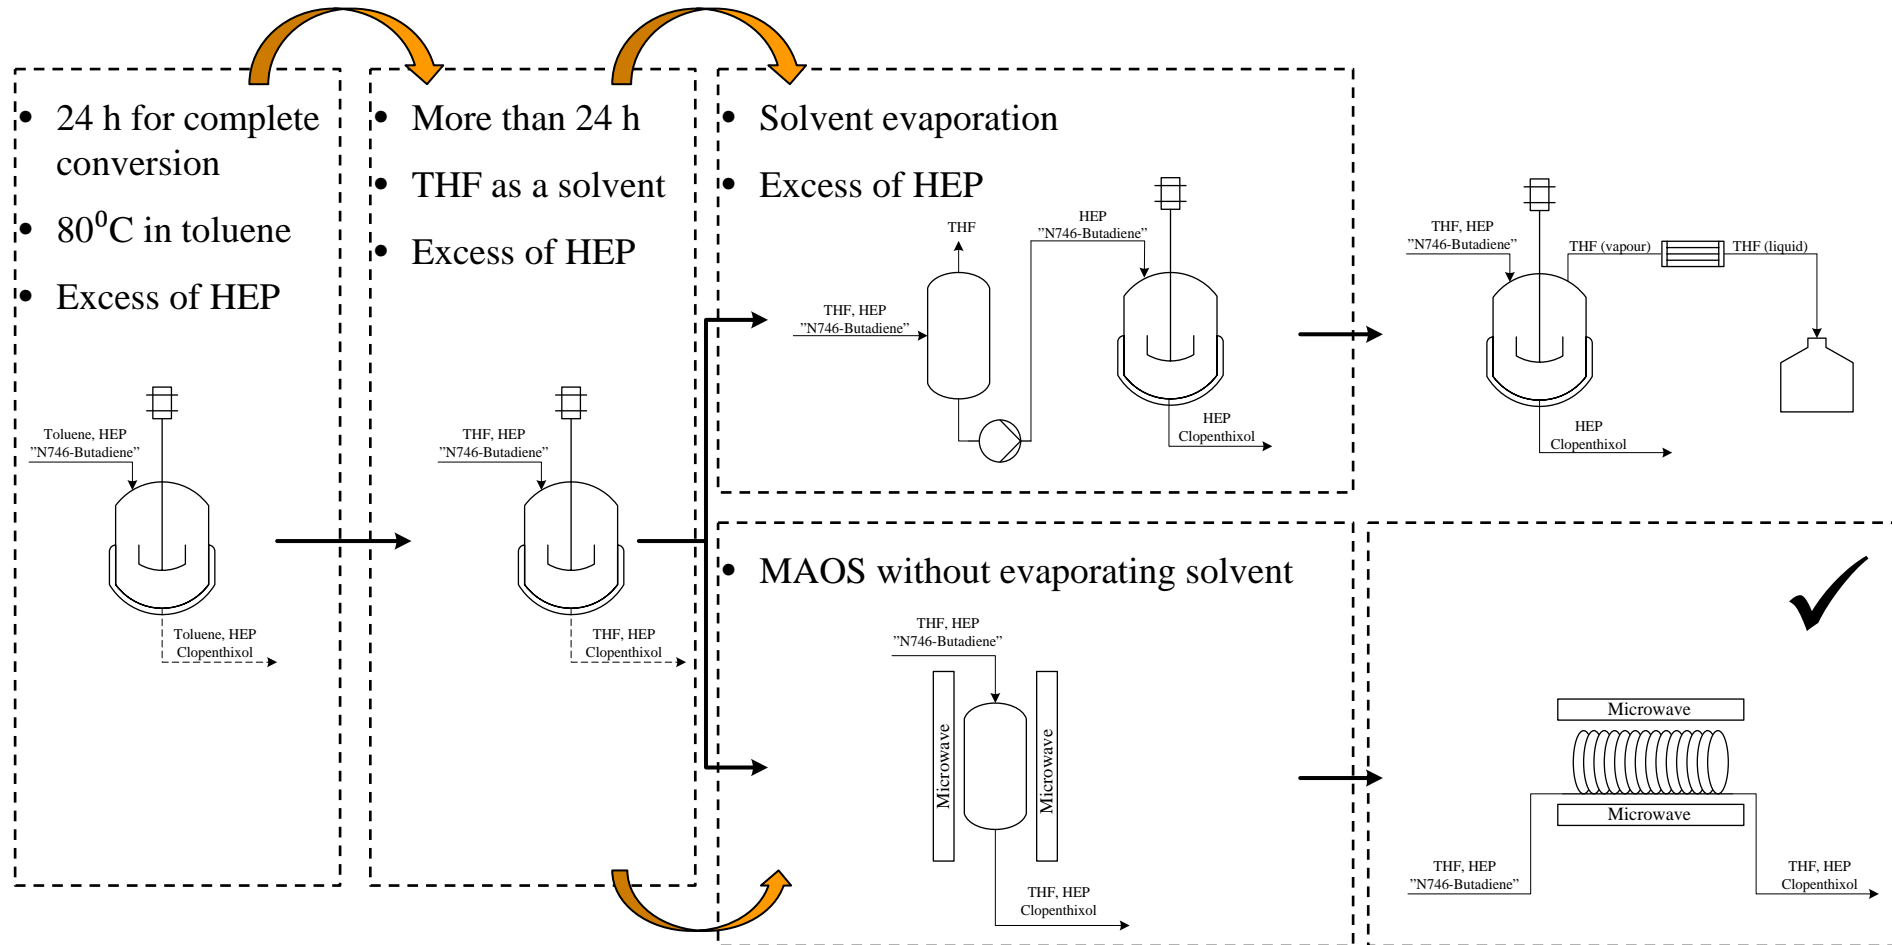 • 24 h for complete
conversion
• 80⁰C in toluene
• Excess of HEP
Toluene, HEP
”N746-Butadiene”
Toluene, HEP
Clopenthixol
• More than 24 h
• THF as a solvent
• Excess of HEP
THF, HEP
”N746-Butadiene”
THF, HEP
Clopenthixol
• Solvent evaporation
• Excess of HEP
THF
THF, HEP
”N746-Butadiene”
HEP
”N746-Butadiene”
HEP
Clopenthixol
THF, HEP
”N746-Butadiene”
THF (vapour)
THF (liquid)
HEP
Clopenthixol
• MAOS without evaporating solvent
THF, HEP
”N746-Butadiene”
Microwave
Microwave
THF, HEP
Clopenthixol
Microwave
Microwave
THF, HEP
”N746-Butadiene”
THF, HEP
Clopenthixol